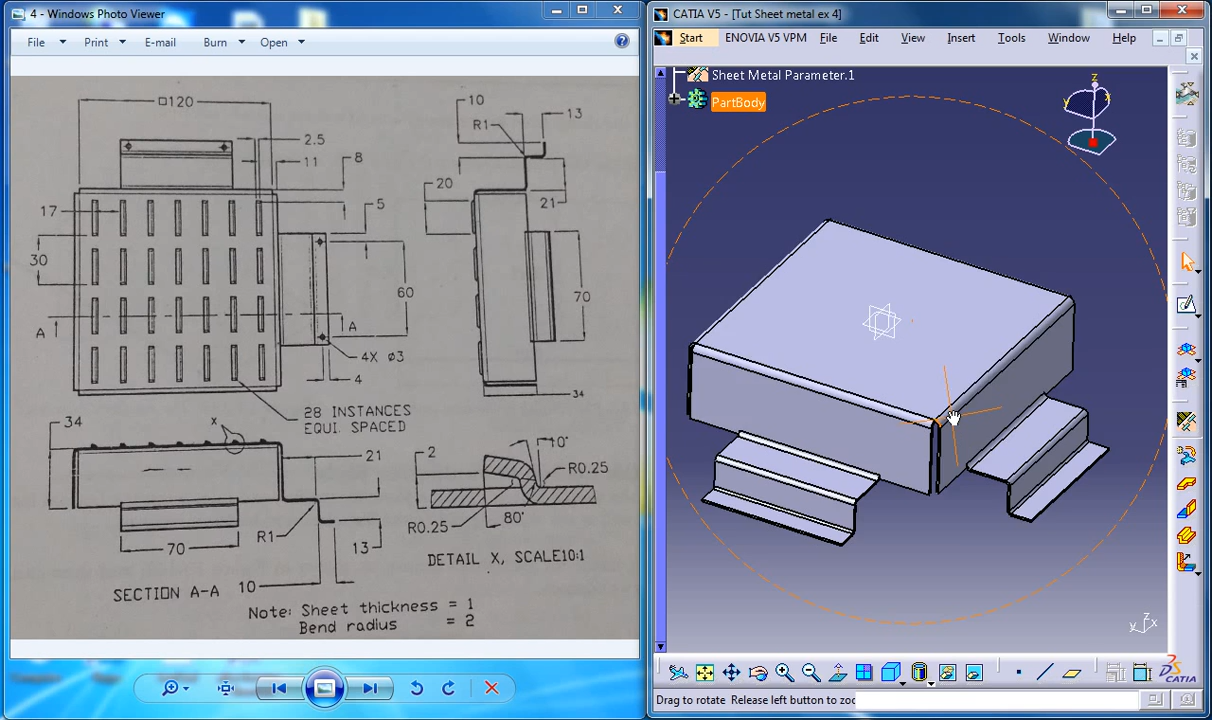 4 - Windows Photo Viewer
File Print E-mail Burn Open
□120
2.5
11
8
17
5
30
60
A
A
4X ø3
4
28 INSTANCES
EQUI. SPACED
10
13
R1
20
21
70
34
34
x
21
R1
13
70
10
SECTION A-A
2
10°
R0.25
R0.25
80°
DETAIL X, SCALE10:1
Note: Sheet thickness = 1
Bend radius = 2
CATIA V5 - [Tut Sheet metal ex 4]
Start ENOVIA V5 VPM File Edit View Insert Tools Window Help
Sheet Metal Parameter.1
PartBody
z
y
x
z
y x
CATIA
Drag to rotate Release left button to zoo